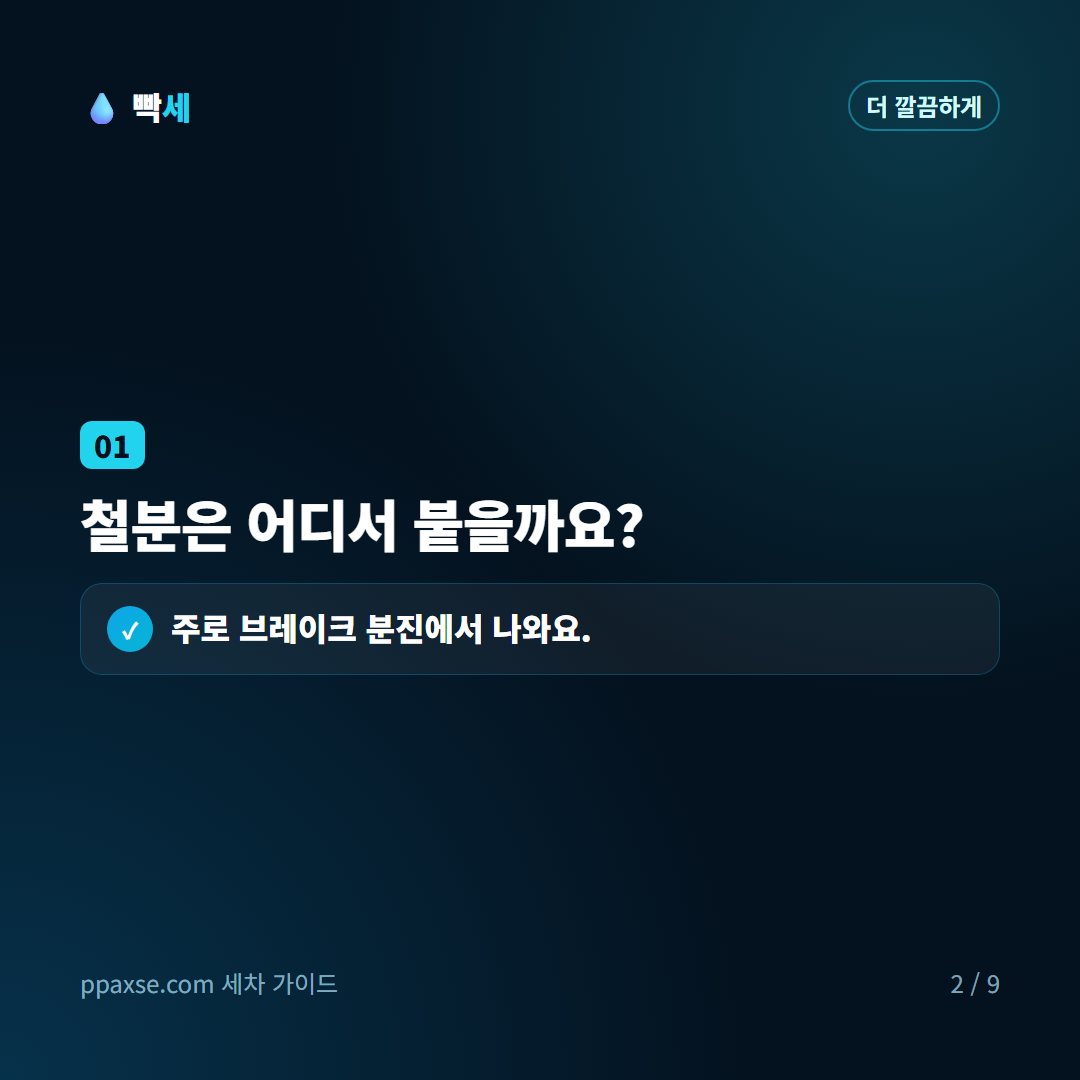 빡세
더 깔끔하게
01
철분은 어디서 붙을까요?
✓ 주로 브레이크 분진에서 나와요.
ppaxse.com 세차 가이드
2 / 9